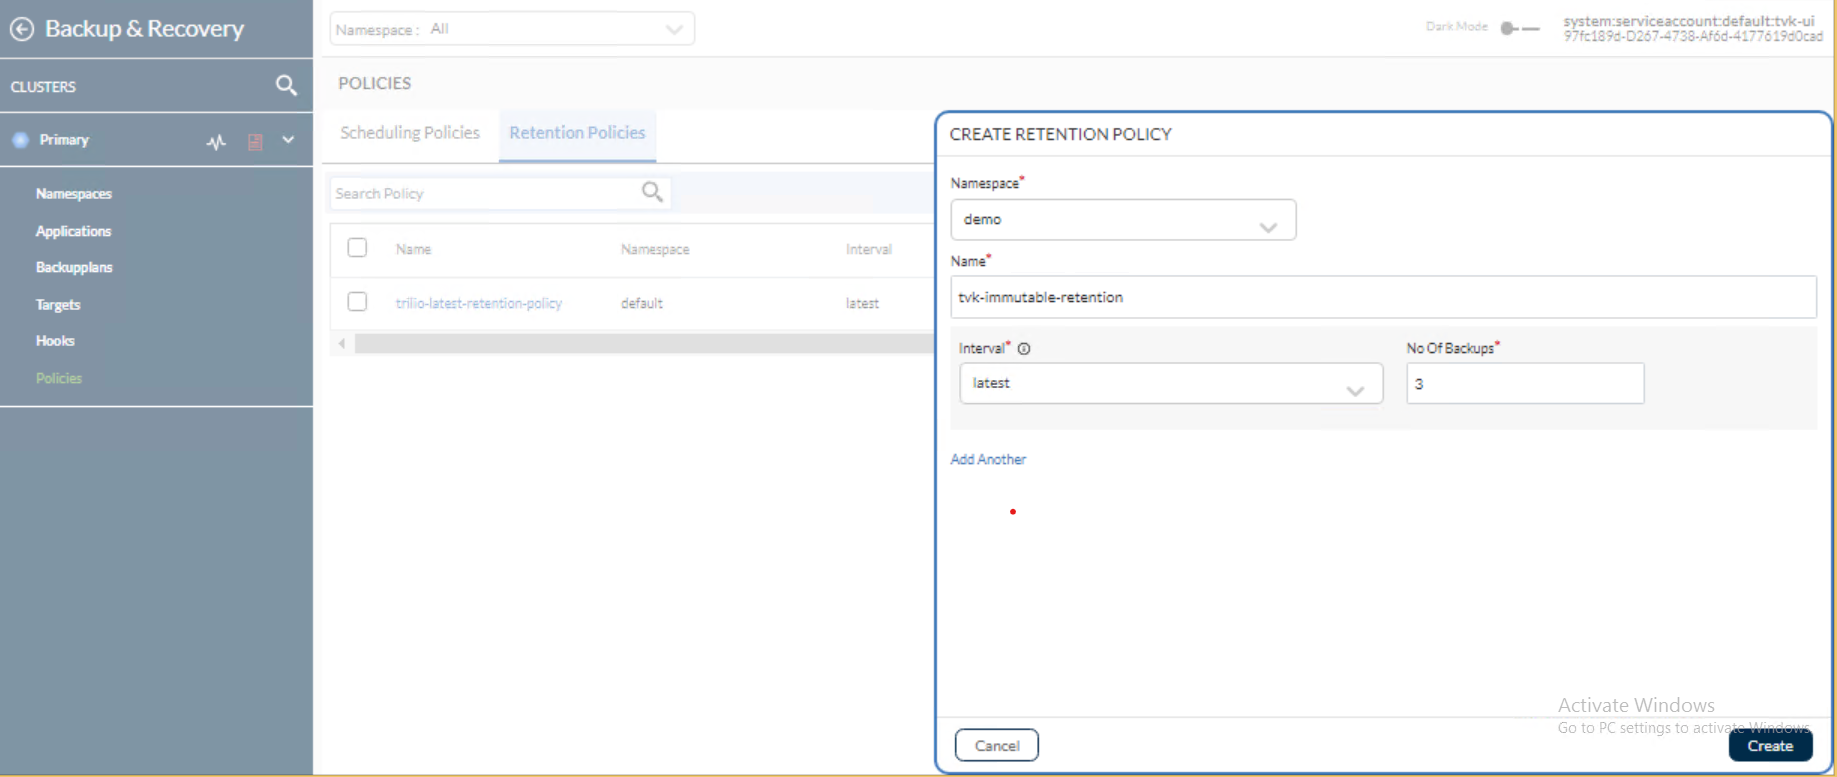 Backup & Recovery
CLUSTERS
Primary
Namespaces
Applications
Backupplans
Targets
Hooks
Policies
Namespace : All
Dark Mode
system:serviceaccount:default:tvk-ui
97fc189d-D267-4738-Af6d-4177619d0cad
POLICIES
Scheduling Policies Retention Policies
Search Policy
Name Namespace Interval
trilio-latest-retention-policy default latest
CREATE RETENTION POLICY
Namespace*
demo
Name*
tvk-immutable-retention
Interval* No Of Backups*
latest 3
Add Another
Activate Windows
Go to PC settings to activate Windows.
Cancel Create